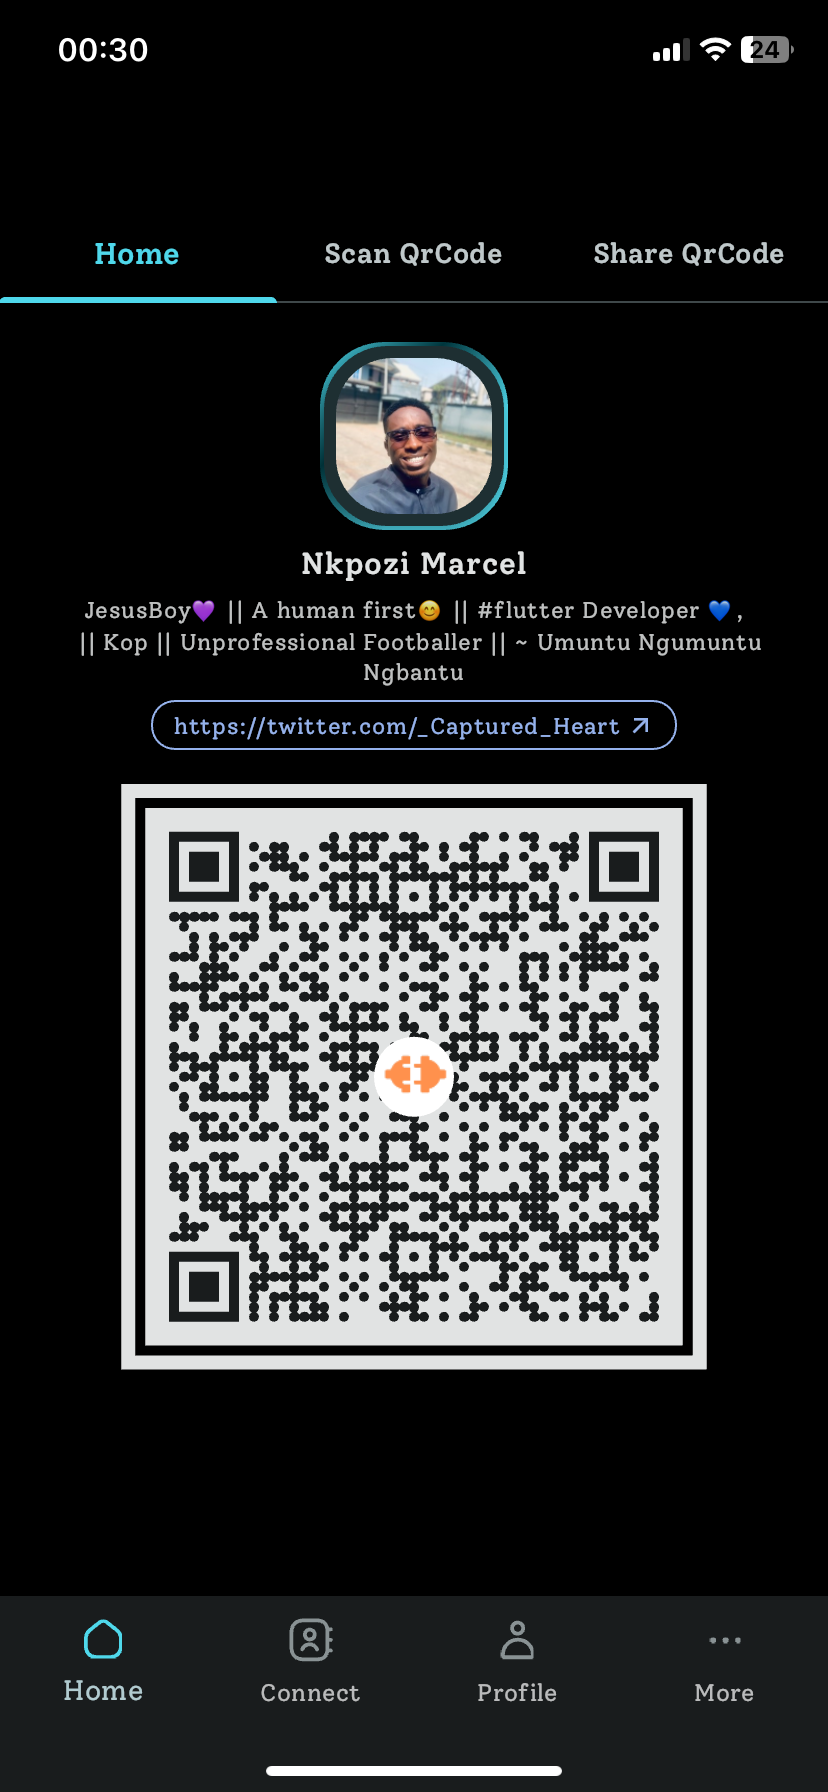 00:30
24
Home
Scan QrCode
Share QrCode
Nkpozi Marcel
JesusBoy💜 || A human first😊 || #flutter Developer 💙,
|| Kop || Unprofessional Footballer || ~ Umuntu Ngumuntu
Ngbantu
https://twitter.com/_Captured_Heart
Home
Connect
Profile
More